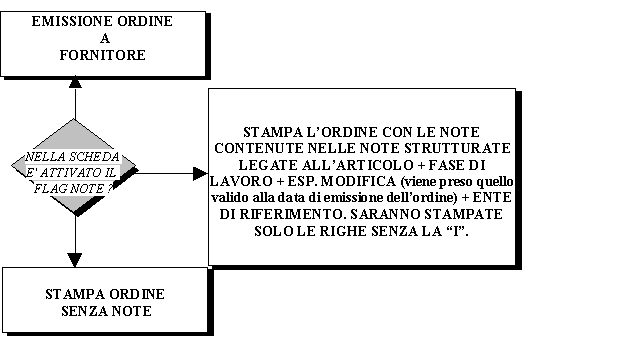 EMISSIONE ORDINE
A
FORNITORE
NELLA SCHEDA
E' ATTIVATO IL
FLAG NOTE ?
STAMPA L'ORDINE CON LE NOTE
CONTENUTE NELLE NOTE STRUTTURATE
LEGATE ALL'ARTICOLO + FASE DI
LAVORO + ESP. MODIFICA (viene preso quello
valido alla data di emissione dell'ordine) + ENTE
DI RIFERIMENTO. SARANNO STAMPATE
SOLO LE RIGHE SENZA LA “I”.
STAMPA ORDINE
SENZA NOTE